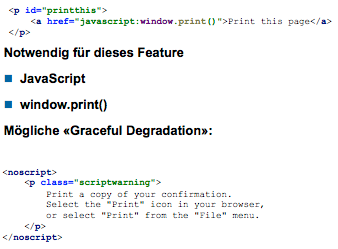 <p id="printthis">
<a href="javascript:window.print()">Print this page</a>
</p>
Notwendig für dieses Feature
JavaScript
window.print()
Mögliche «Graceful Degradation»:
<noscript>
<p class="scriptwarning">
Print a copy of your confirmation.
Select the "Print" icon in your browser,
or select "Print" from the "File" menu.
</p>
</noscript>